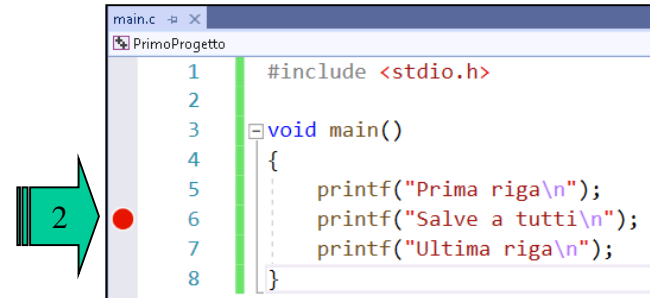 main.c
PrimoProgetto
1 #include <stdio.h>
2
3 void main()
4 {
5     printf("Prima riga\n");
2
6     printf("Salve a tutti\n");
7     printf("Ultima riga\n");
8 }